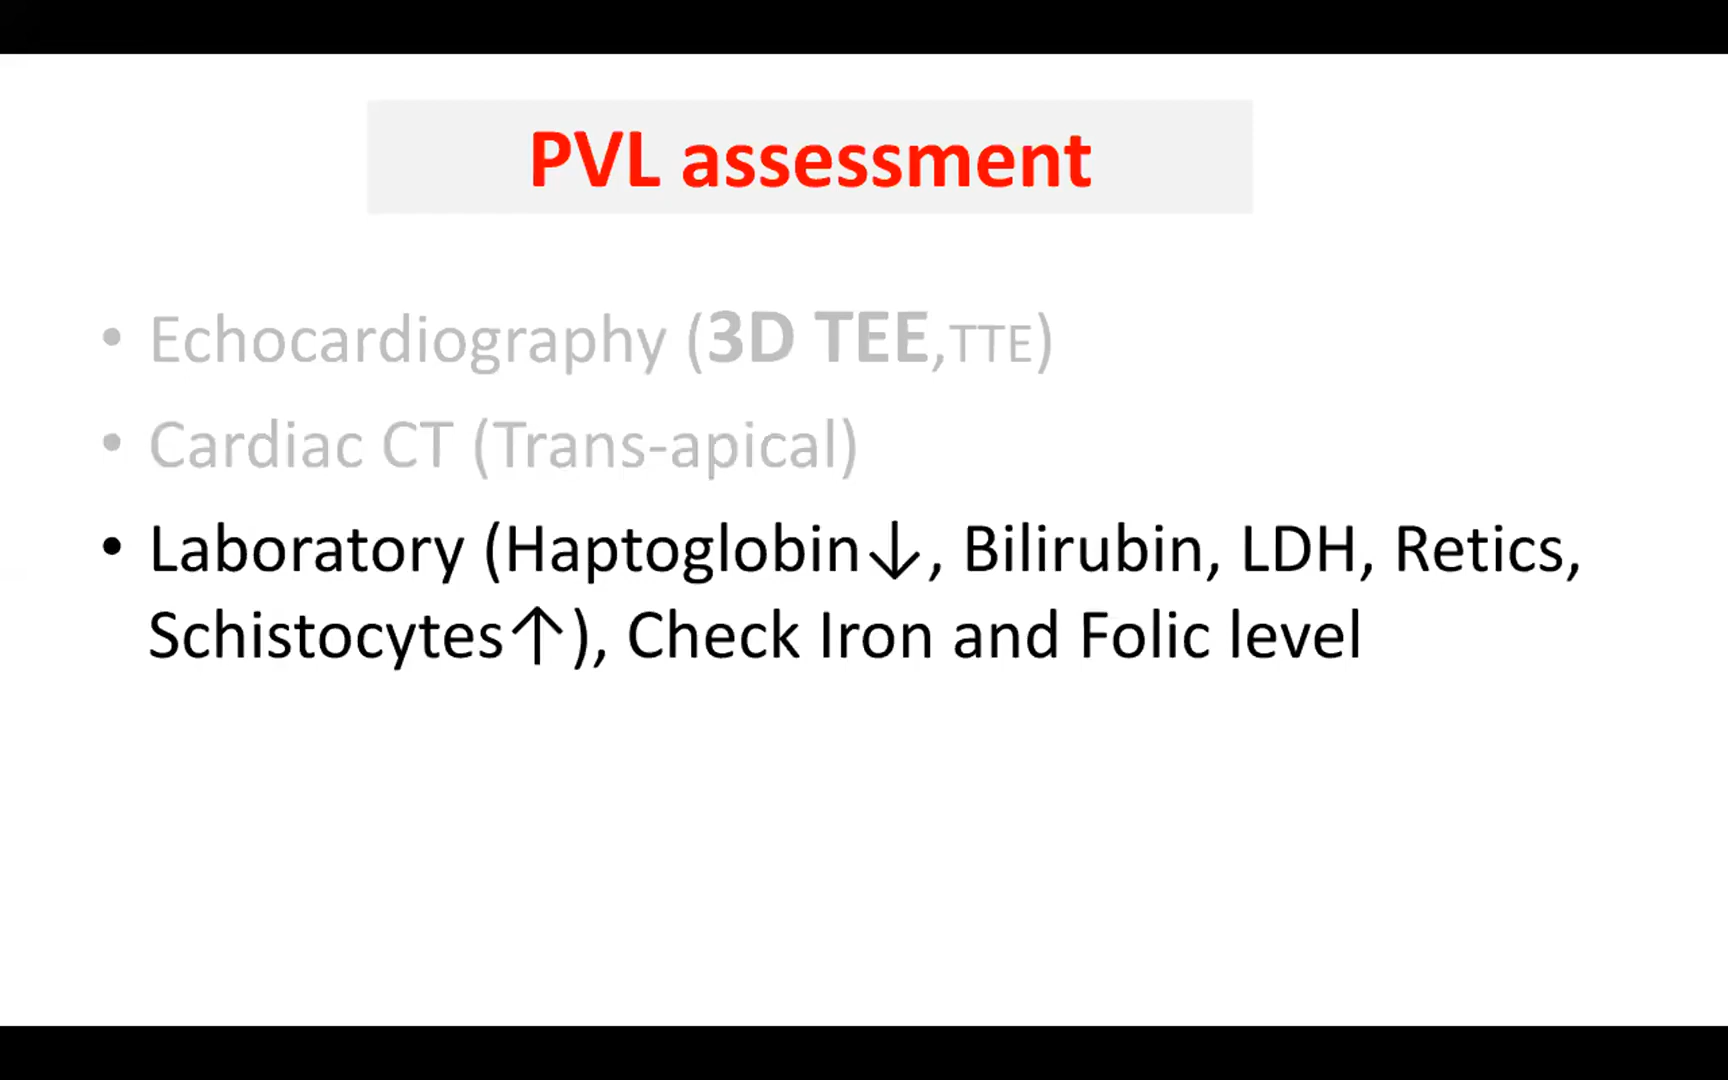 PVL assessment
• Echocardiography (3D TEE,TTE)
• Cardiac CT (Trans-apical)
• Laboratory (Haptoglobin↓, Bilirubin, LDH, Retics,
Schistocytes↑), Check Iron and Folic level